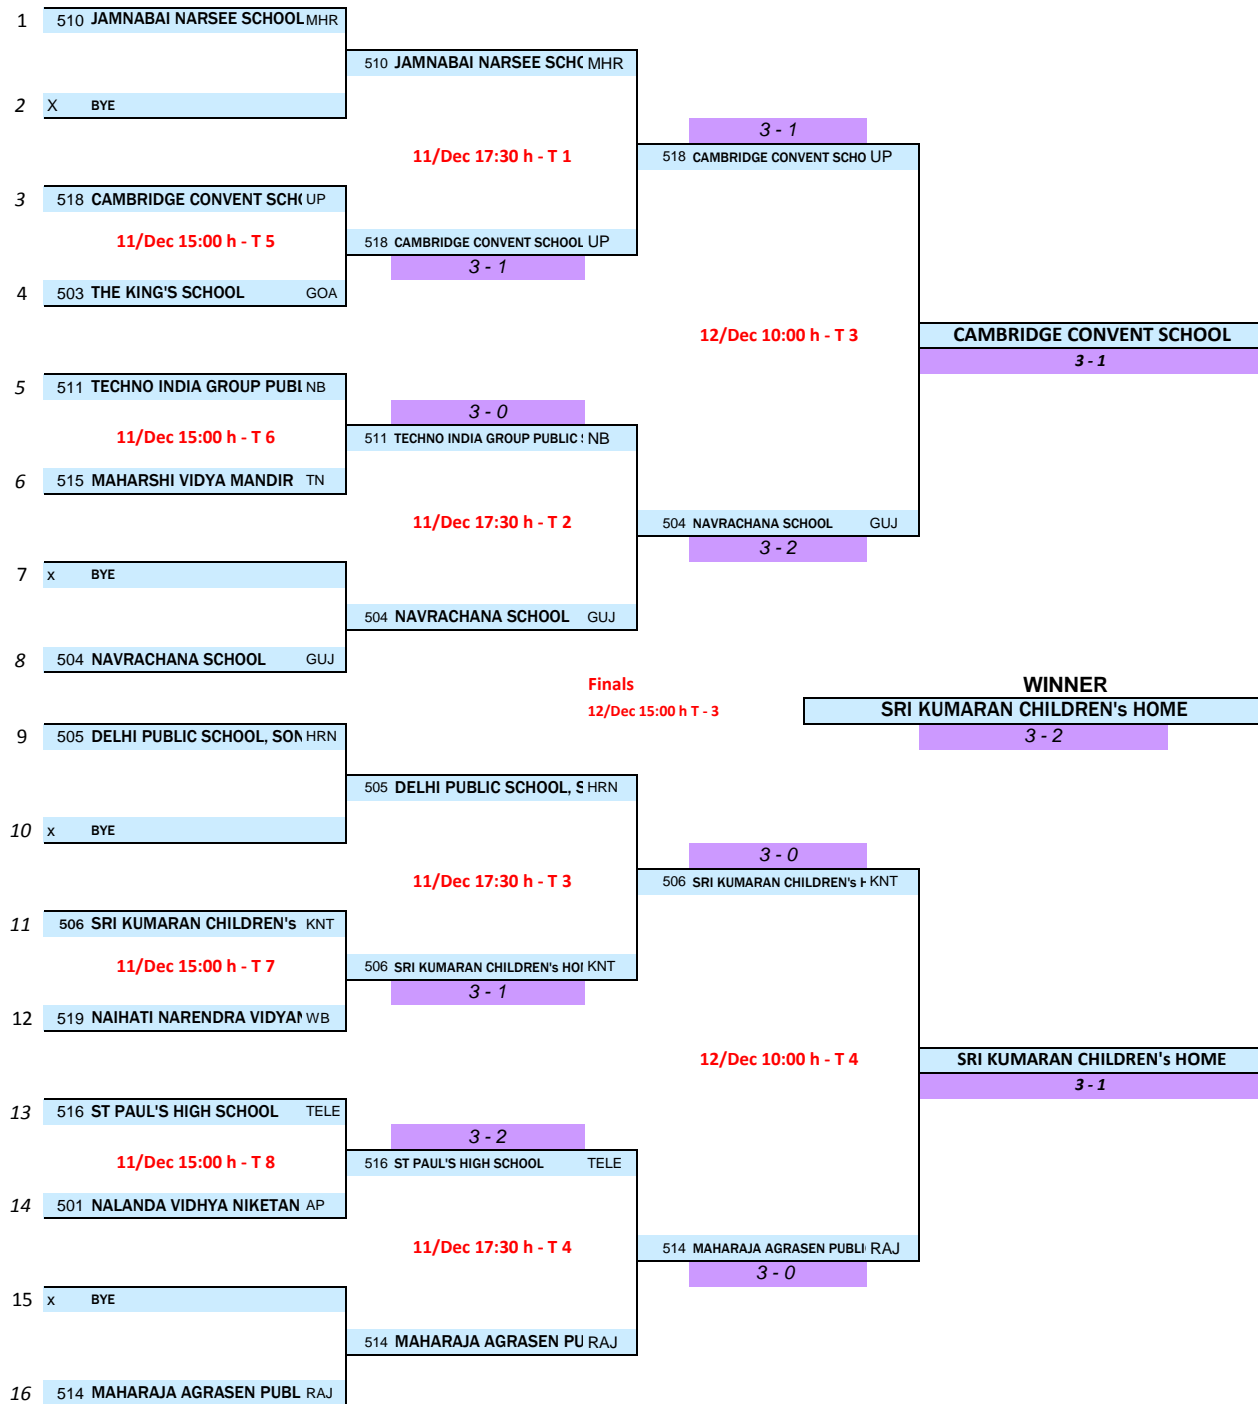 1 510 JAMNABAI NARSEE SCHOOL MHR
510 JAMNABAI NARSEE SCHC MHR
2 X BYE
3 - 1
11/Dec 17:30 h - T 1
518 CAMBRIDGE CONVENT SCHO UP
3 518 CAMBRIDGE CONVENT SCH( UP
11/Dec 15:00 h - T 5
518 CAMBRIDGE CONVENT SCHOOL UP
3 - 1
4 503 THE KING'S SCHOOL GOA
12/Dec 10:00 h - T 3
CAMBRIDGE CONVENT SCHOOL
3 - 1
5 511 TECHNO INDIA GROUP PUBL NB
3 - 0
11/Dec 15:00 h - T 6
511 TECHNO INDIA GROUP PUBLIC NB
6 515 MAHARSHI VIDYA MANDIR TN
11/Dec 17:30 h - T 2
504 NAVRACHANA SCHOOL GUJ
3 - 2
7 x BYE
504 NAVRACHANA SCHOOL GUJ
8 504 NAVRACHANA SCHOOL GUJ
Finals
WINNER
12/Dec 15:00 h T - 3
SRI KUMARAN CHILDREN's HOME
3 - 2
9 505 DELHI PUBLIC SCHOOL, SON HRN
505 DELHI PUBLIC SCHOOL, S HRN
10 x BYE
3 - 0
11/Dec 17:30 h - T 3
506 SRI KUMARAN CHILDREN's H KNT
11 506 SRI KUMARAN CHILDREN's KNT
11/Dec 15:00 h - T 7
506 SRI KUMARAN CHILDREN's HOI KNT
3 - 1
12 519 NAIHATI NARENDRA VIDYAN WB
12/Dec 10:00 h - T 4
SRI KUMARAN CHILDREN's HOME
3 - 1
13 516 ST PAUL'S HIGH SCHOOL TELE
3 - 2
11/Dec 15:00 h - T 8
516 ST PAUL'S HIGH SCHOOL TELE
14 501 NALANDA VIDHYA NIKETAN AP
11/Dec 17:30 h - T 4
514 MAHARAJA AGRASEN PUBLI RAJ
3 - 0
15 x BYE
514 MAHARAJA AGRASEN PU RAJ
16 514 MAHARAJA AGRASEN PUBL RAJ